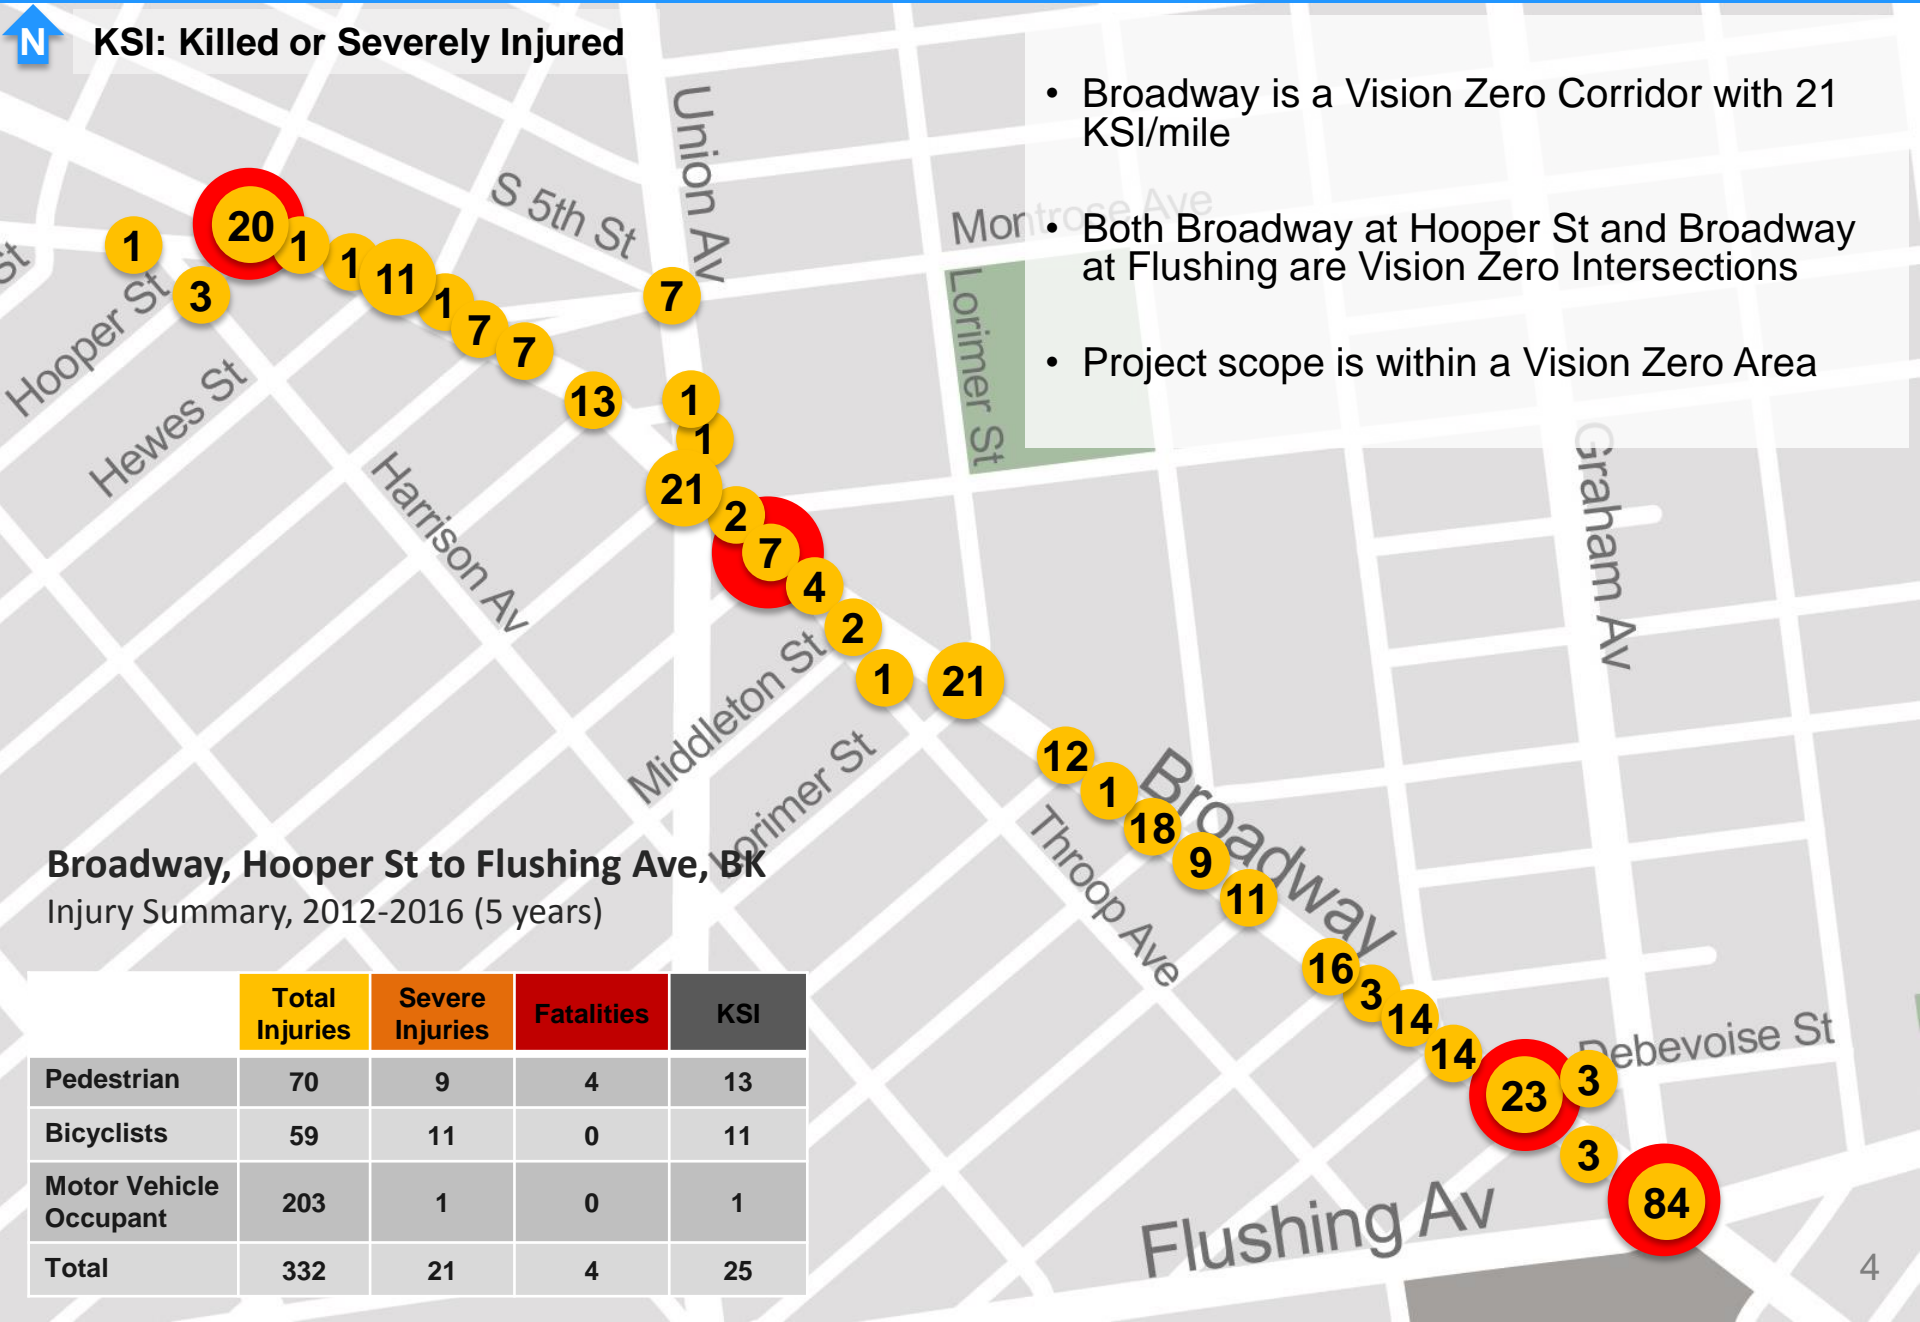 N
KSI: Killed or Severely Injured
• Broadway is a Vision Zero Corridor with 21
KSI/mile
• Both Broadway at Hooper St and Broadway
at Flushing are Vision Zero Intersections
• Project scope is within a Vision Zero Area
Union Av
S 5th St
Montrose Ave
Lorimer St
Graham Av
St
Hooper St
Hewes St
Harrison Av
Middleton St
Lorimer St
Throop Ave
Broadway
Debevoise St
Flushing Av
1
3
20
1
1
11
1
7
7
13
7
1
1
21
2
7
4
2
1
21
12
1
18
9
11
16
3
14
14
23
3
3
84
Broadway, Hooper St to Flushing Ave, BK
Injury Summary, 2012-2016 (5 years)
Total Injuries Severe Injuries Fatalities KSI
Pedestrian 70 9 4 13
Bicyclists 59 11 0 11
Motor Vehicle Occupant 203 1 0 1
Total 332 21 4 25
4